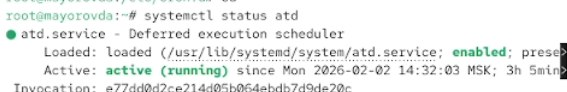 root@mayorovda:~# systemctl status atd
● atd.service - Deferred execution scheduler
Loaded: loaded (/usr/lib/systemd/system/atd.service; enabled; prese>
Active: active (running) since Mon 2026-02-02 14:32:03 MSK; 3h 5min>
Invocation: e77dd0d2ce214d05b064ebdb7d9de20c